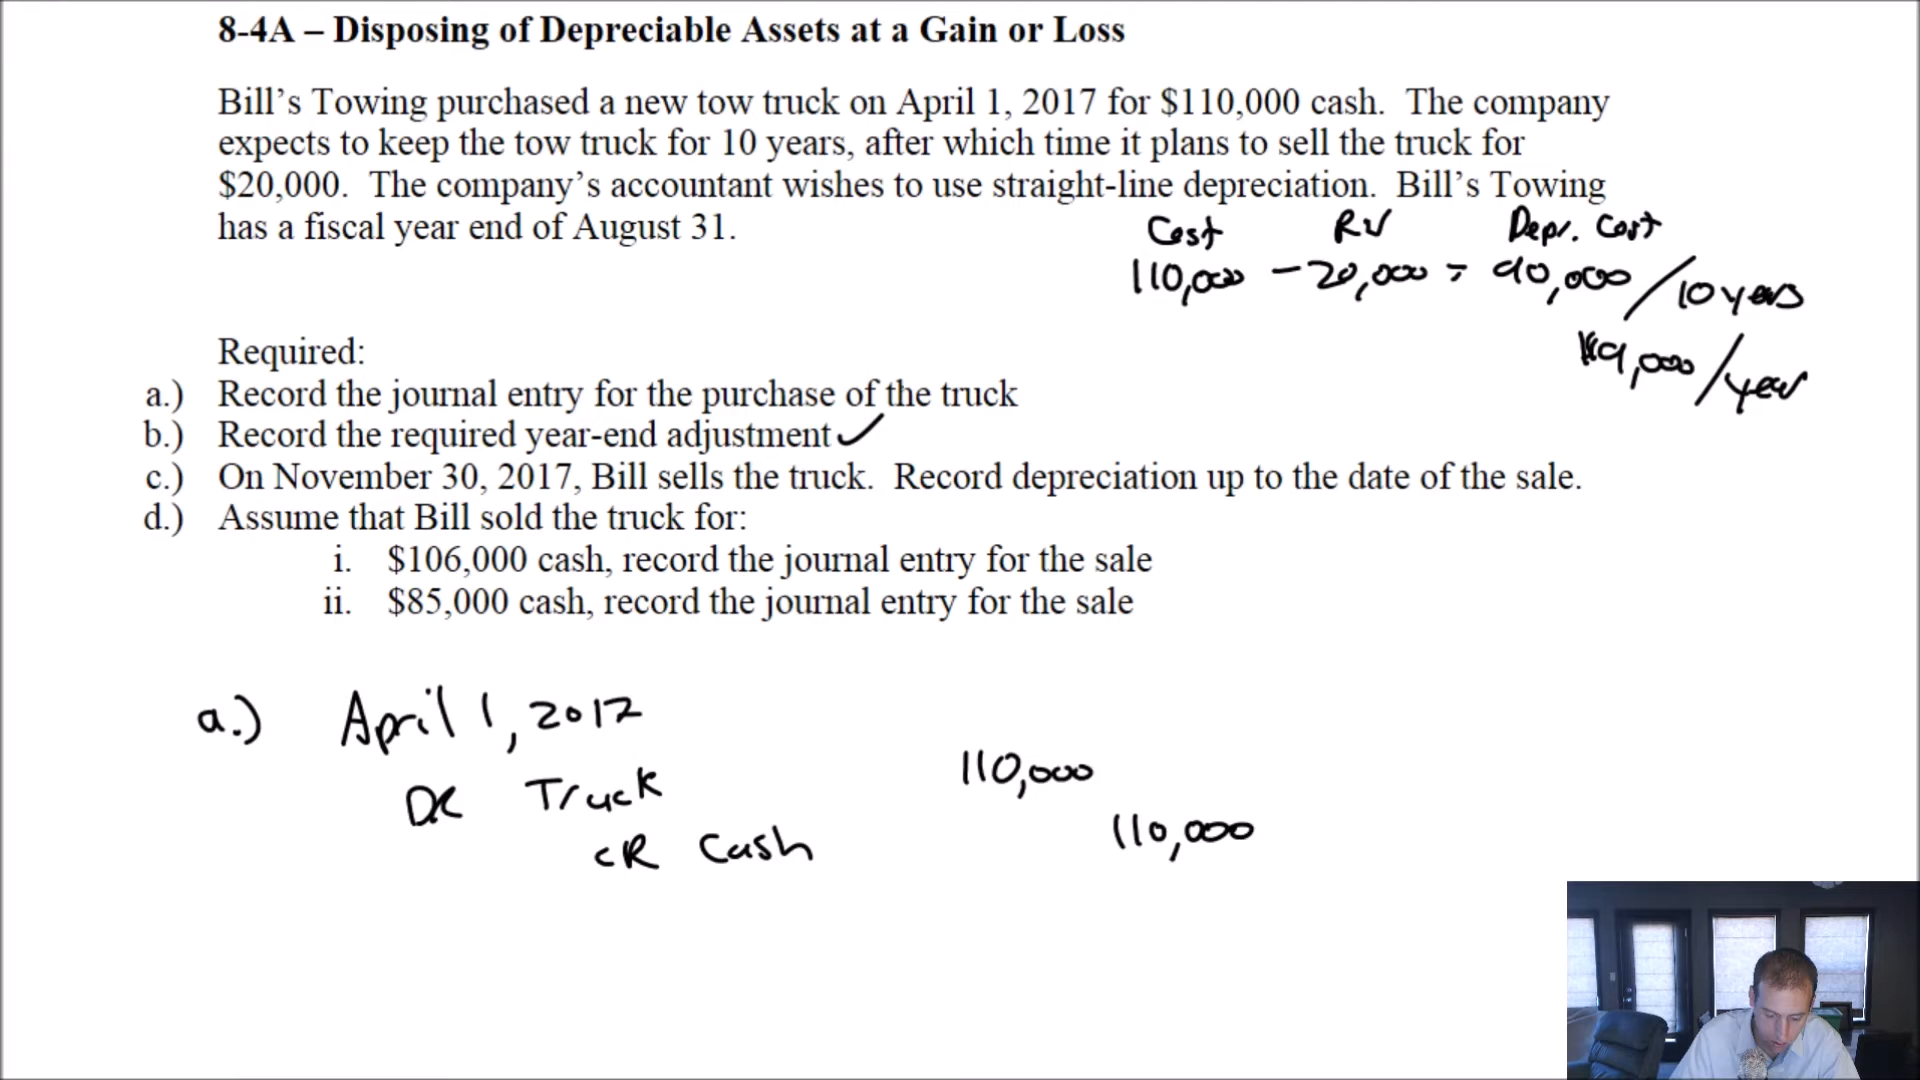 8-4A – Disposing of Depreciable Assets at a Gain or Loss
Bill’s Towing purchased a new tow truck on April 1, 2017 for $110,000 cash.  The company
expects to keep the tow truck for 10 years, after which time it plans to sell the truck for
$20,000.  The company’s accountant wishes to use straight-line depreciation.  Bill’s Towing
has a fiscal year end of August 31.
Cost RV Depr. Cost
110,000 - 20,000 = 90,000 / 10 years
9,000 / year
Required:
a.) Record the journal entry for the purchase of the truck
b.) Record the required year-end adjustment ✓
c.) On November 30, 2017, Bill sells the truck.  Record depreciation up to the date of the sale.
d.) Assume that Bill sold the truck for:
i. $106,000 cash, record the journal entry for the sale
ii. $85,000 cash, record the journal entry for the sale
a.) April 1, 2017
DR Truck 110,000
CR Cash 110,000